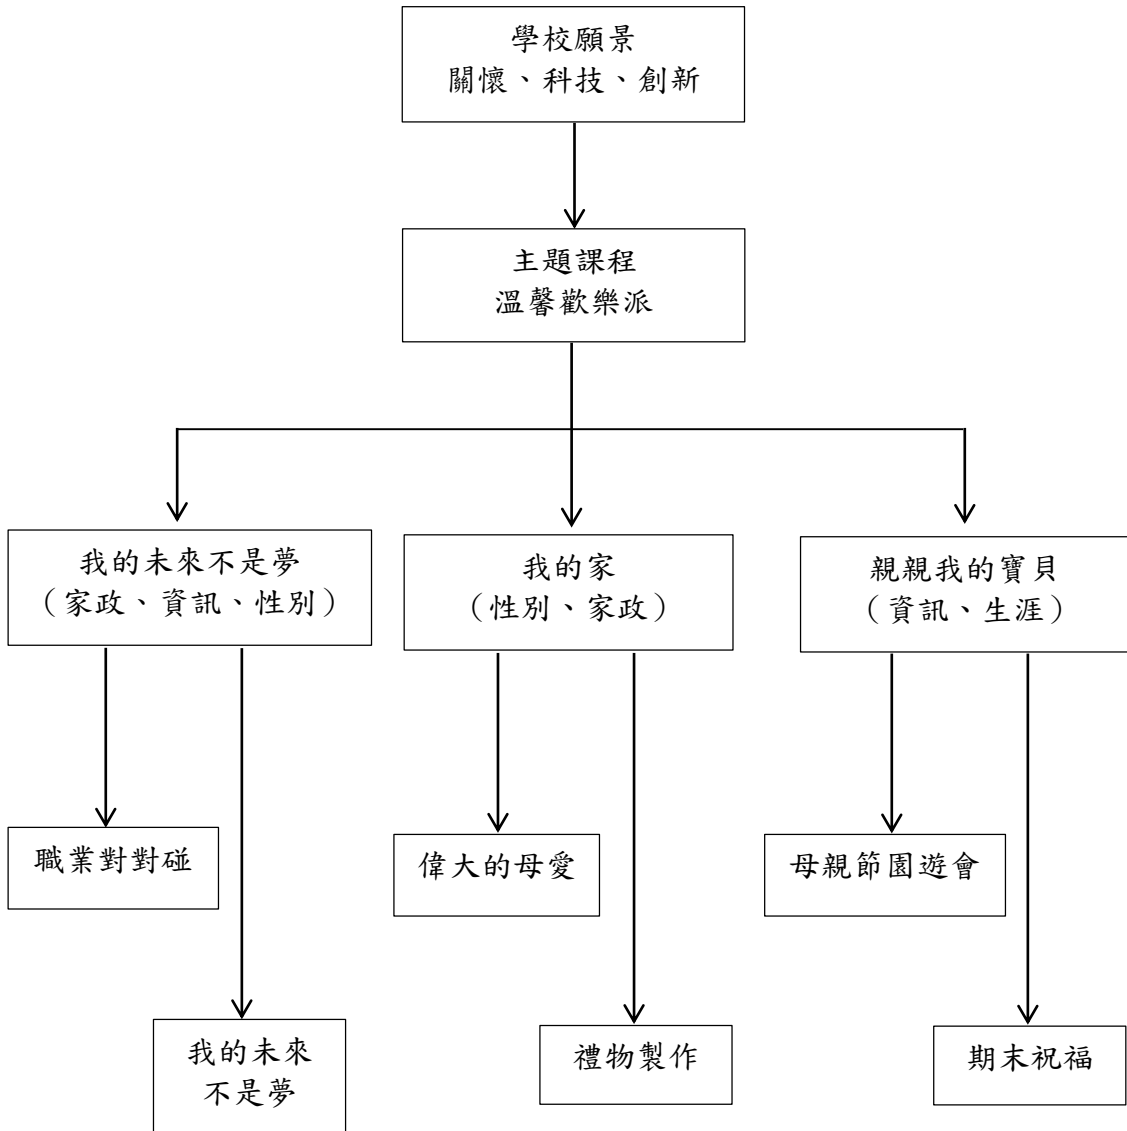 學校願景
關懷、科技、創新
主題課程
溫馨歡樂派
我的未來不是夢
（家政、資訊、性別）
我的家
（性別、家政）
親親我的寶貝
（資訊、生涯）
職業對對碰
偉大的母愛
母親節園遊會
我的未來
不是夢
禮物製作
期末祝福